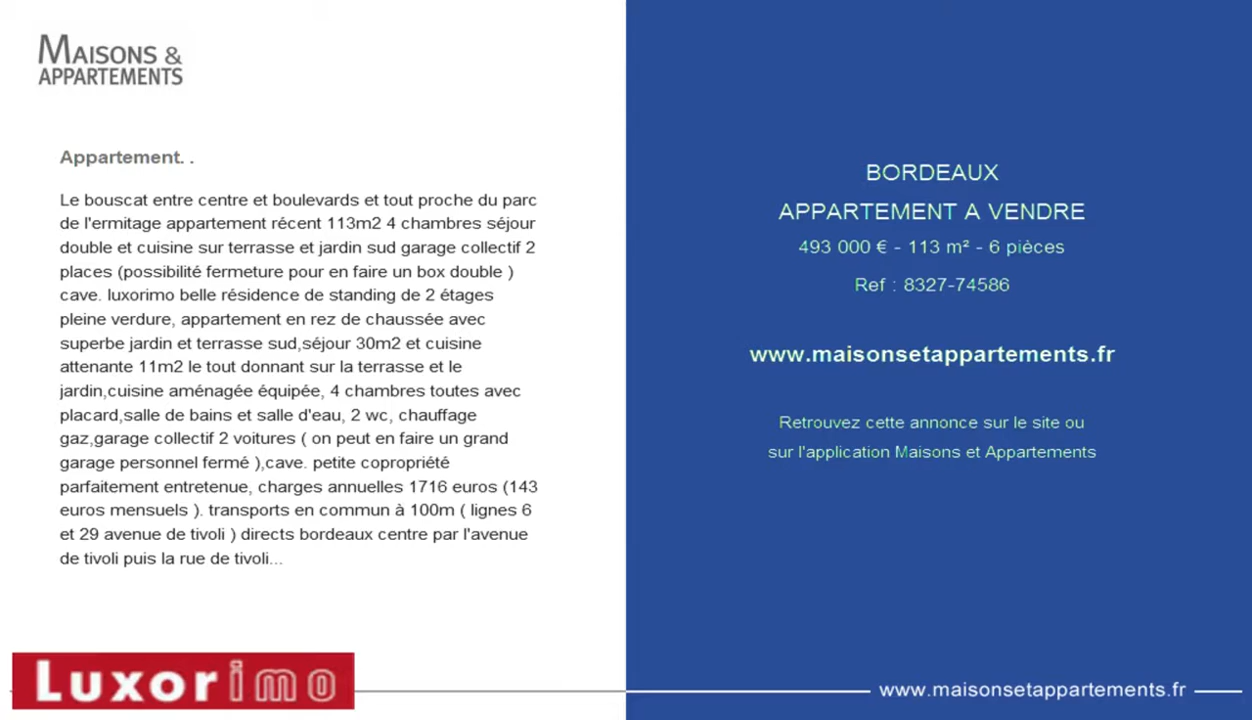 MAISONS &
APPARTEMENTS
Appartement. .
Le bouscat entre centre et boulevards et tout proche du parc
de l'ermitage appartement récent 113m2 4 chambres séjour
double et cuisine sur terrasse et jardin sud garage collectif 2
places (possibilité fermeture pour en faire un box double )
cave. luxorimo belle résidence de standing de 2 étages
pleine verdure, appartement en rez de chaussée avec
superbe jardin et terrasse sud,séjour 30m2 et cuisine
attenante 11m2 le tout donnant sur la terrasse et le
jardin,cuisine aménagée équipée, 4 chambres toutes avec
placard,salle de bains et salle d'eau, 2 wc, chauffage
gaz,garage collectif 2 voitures ( on peut en faire un grand
garage personnel fermé ),cave. petite copropriété
parfaitement entretenue, charges annuelles 1716 euros (143
euros mensuels ). transports en commun à 100m ( lignes 6
et 29 avenue de tivoli ) directs bordeaux centre par l'avenue
de tivoli puis la rue de tivoli...
Luxorimo
BORDEAUX
APPARTEMENT A VENDRE
493 000 € - 113 m² - 6 pièces
Ref : 8327-74586
www.maisonsetappartements.fr
Retrouvez cette annonce sur le site ou
sur l'application Maisons et Appartements
www.maisonsetappartements.fr